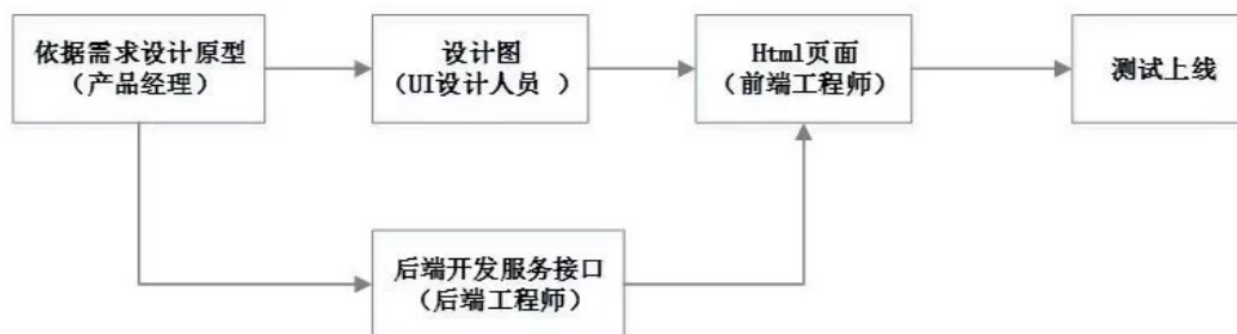 依据需求设计原型
（产品经理）
设计图
（UI设计人员 ）
Html页面
（前端工程师）
测试上线
后端开发服务接口
（后端工程师）